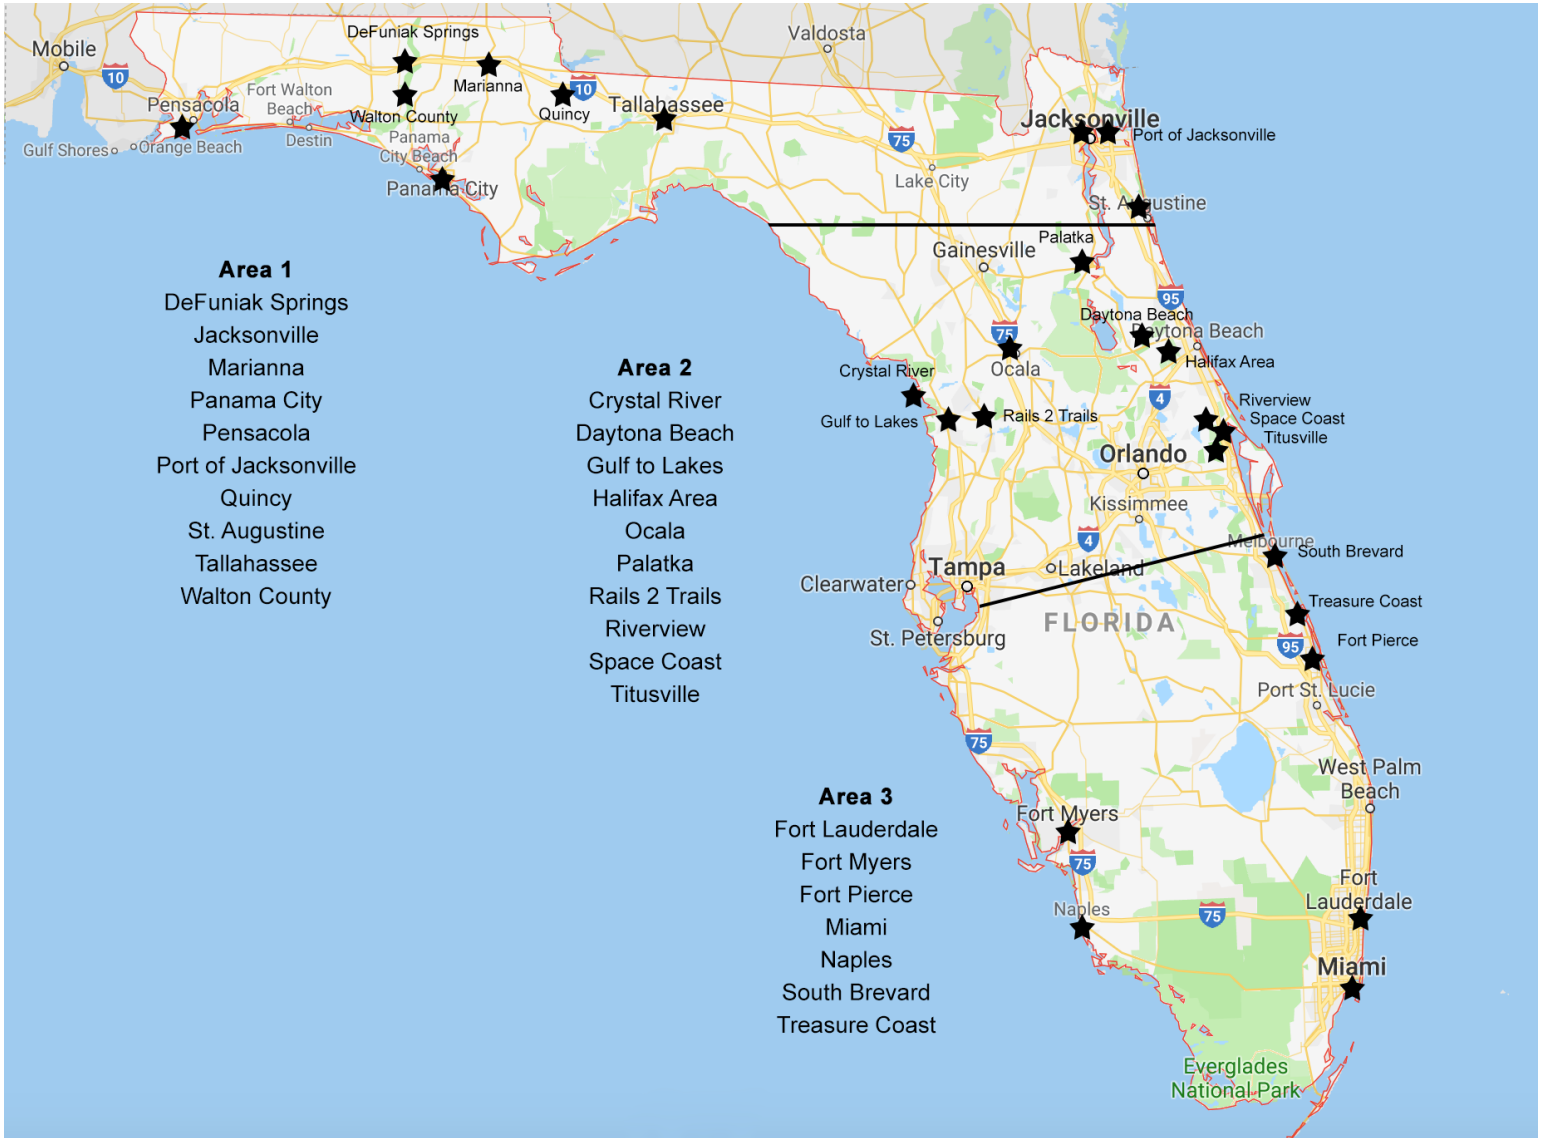 Mobile
10
DeFuniak Springs
Valdosta
Marianna
10
Pensacola
Fort Walton
Beach
Walton County
Quincy
Tallahassee
Gulf Shores
Orange Beach
Destin
Panama
City Beach
Panama City
75
Lake City
Jacksonville
Port of Jacksonville
St. Augustine
Palatka
Gainesville
95
Daytona Beach
Daytona Beach
Halifax Area
75
Ocala
Crystal River
Gulf to Lakes
Rails 2 Trails
4
Riverview
Space Coast
Titusville
Orlando
Kissimmee
4
Melbourne
South Brevard
Tampa
Lakeland
Clearwater
St. Petersburg
FLORIDA
Treasure Coast
95
Fort Pierce
Port St. Lucie
75
West Palm
Beach
Fort Myers
75
Naples
75
Fort
Lauderdale
Miami
Everglades
National Park
Area 1
DeFuniak Springs
Jacksonville
Marianna
Panama City
Pensacola
Port of Jacksonville
Quincy
St. Augustine
Tallahassee
Walton County
Area 2
Crystal River
Daytona Beach
Gulf to Lakes
Halifax Area
Ocala
Palatka
Rails 2 Trails
Riverview
Space Coast
Titusville
Area 3
Fort Lauderdale
Fort Myers
Fort Pierce
Miami
Naples
South Brevard
Treasure Coast